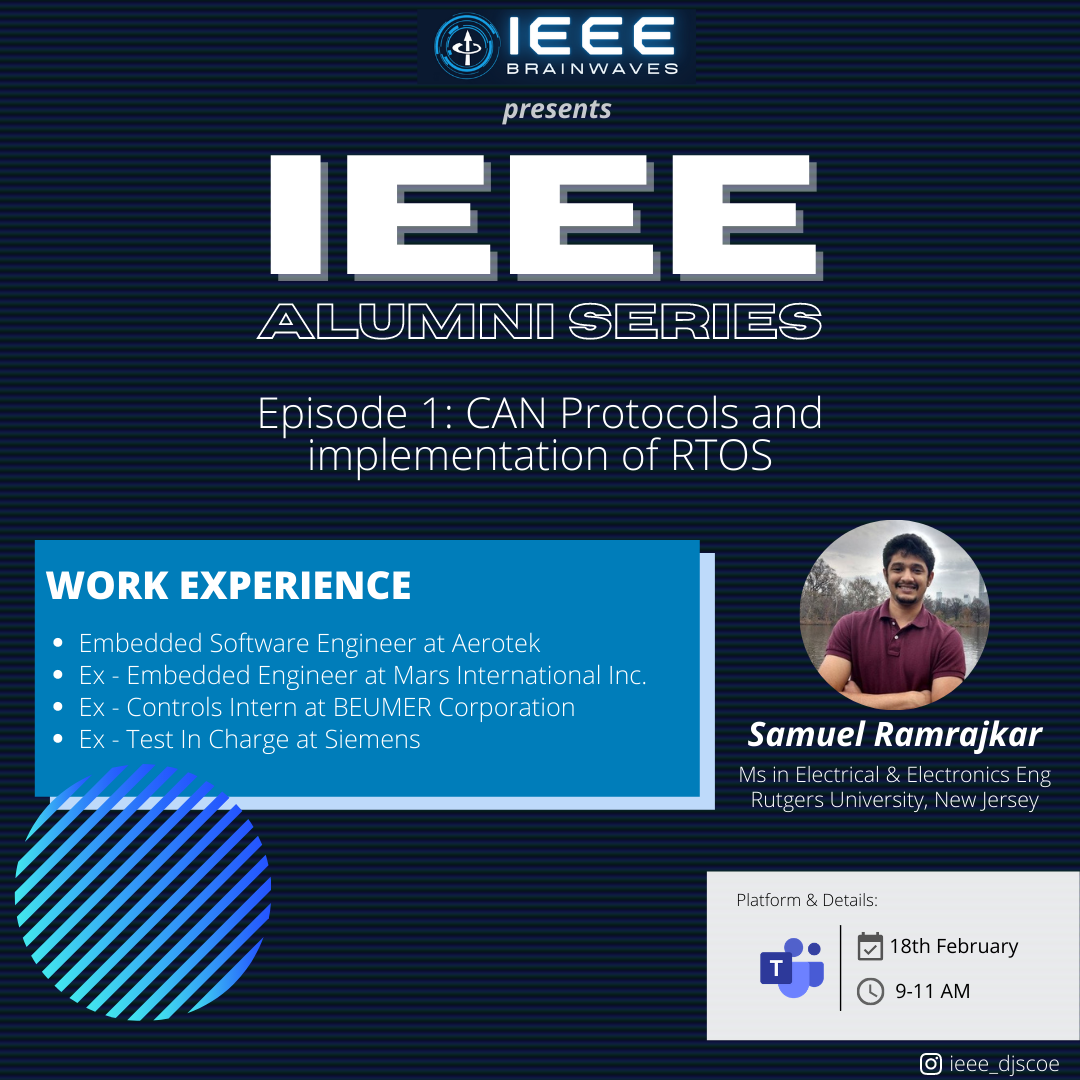 IEEE
BRAINWAVES
presents
IEEE
ALUMNI SERIES
Episode 1: CAN Protocols and
implementation of RTOS
WORK EXPERIENCE
• Embedded Software Engineer at Aerotek
• Ex - Embedded Engineer at Mars International Inc.
• Ex - Controls Intern at BEUMER Corporation
• Ex - Test In Charge at Siemens
Samuel Ramrajkar
Ms in Electrical & Electronics Eng
Rutgers University, New Jersey
Platform & Details:
T
18th February
9-11 AM
ieee_djscoe